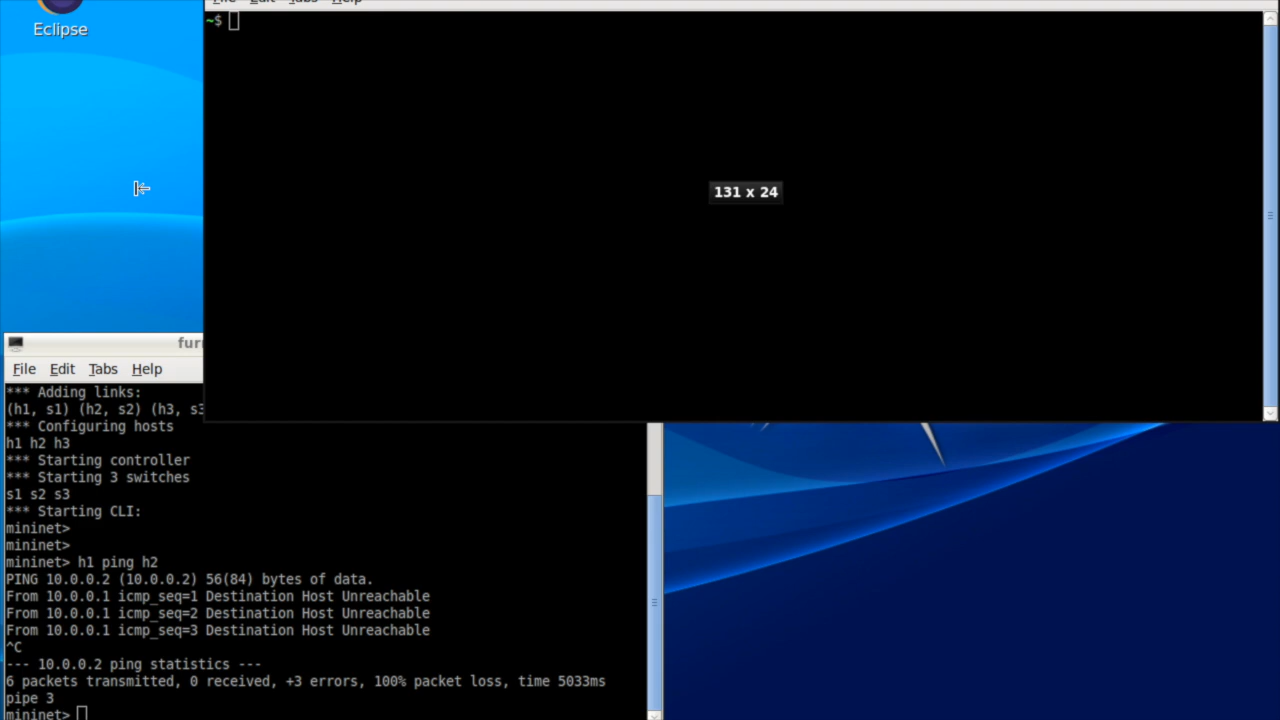 File Edit Tabs Help
Eclipse
~$
131 x 24
File Edit Tabs Help
*** Adding links:
(h1, s1) (h2, s2) (h3, s3
*** Configuring hosts
h1 h2 h3
*** Starting controller
*** Starting 3 switches
s1 s2 s3
*** Starting CLI:
mininet>
mininet>
mininet> h1 ping h2
PING 10.0.0.2 (10.0.0.2) 56(84) bytes of data.
From 10.0.0.1 icmp_seq=1 Destination Host Unreachable
From 10.0.0.1 icmp_seq=2 Destination Host Unreachable
From 10.0.0.1 icmp_seq=3 Destination Host Unreachable
^C
--- 10.0.0.2 ping statistics ---
6 packets transmitted, 0 received, +3 errors, 100% packet loss, time 5033ms
pipe 3
mininet>